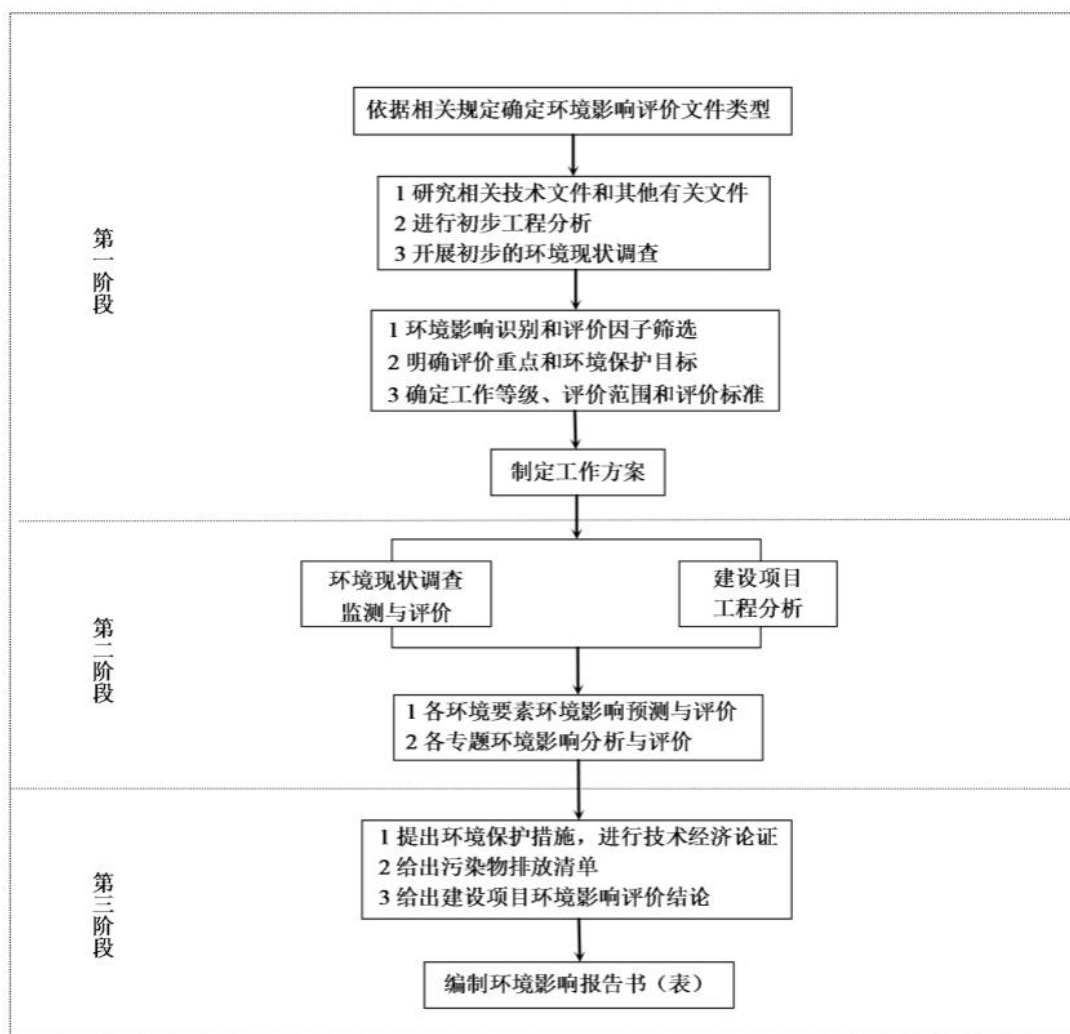 依据相关规定确定环境影响评价文件类型
1 研究相关技术文件和其他有关文件
2 进行初步工程分析
3 开展初步的环境现状调查
第一阶段
1 环境影响识别和评价因子筛选
2 明确评价重点和环境保护目标
3 确定工作等级、评价范围和评价标准
制定工作方案
环境现状调查
监测与评价
建设项目
工程分析
第二阶段
1 各环境要素环境影响预测与评价
2 各专题环境影响分析与评价
1 提出环境保护措施，进行技术经济论证
2 给出污染物排放清单
3 给出建设项目环境影响评价结论
第三阶段
编制环境影响报告书（表）